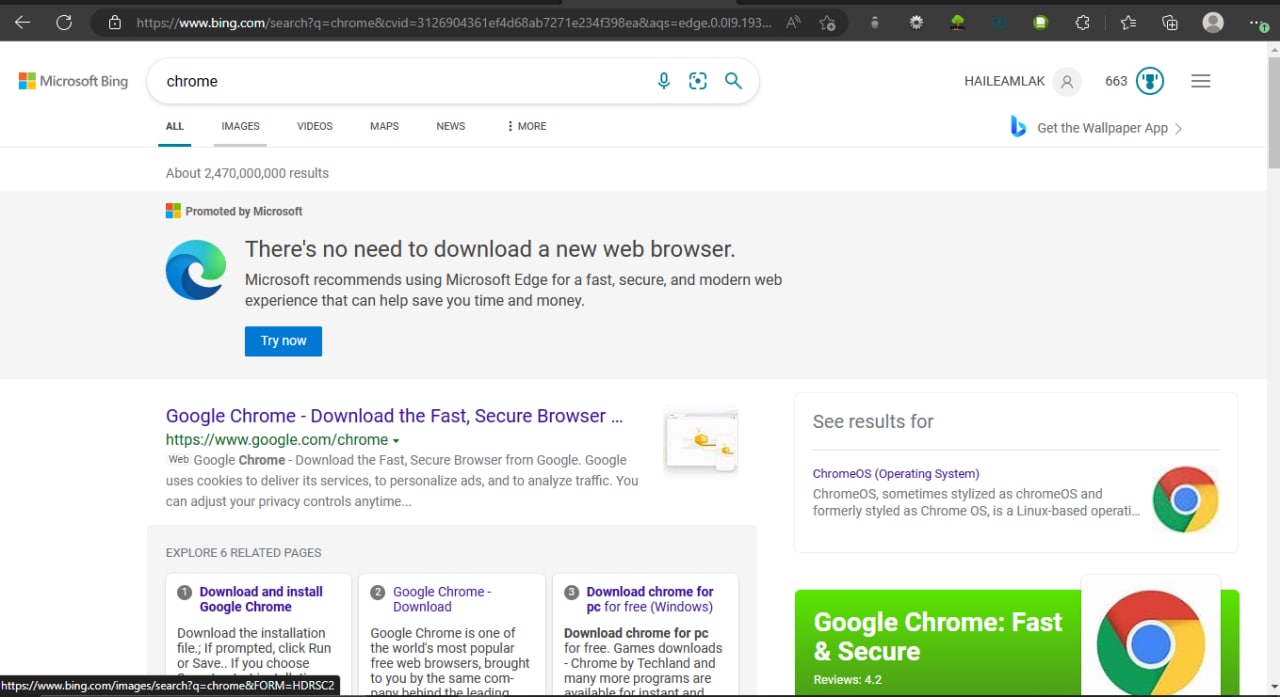 https://www.bing.com/search?q=chrome&cvid=3126904361ef4d68ab7271e234f398ea&aqs=edge.0.0l9.193...
Microsoft Bing
chrome
HAILEAMLAK
663
ALL
IMAGES
VIDEOS
MAPS
NEWS
MORE
Get the Wallpaper App
About 2,470,000,000 results
Promoted by Microsoft
There's no need to download a new web browser.
Microsoft recommends using Microsoft Edge for a fast, secure, and modern web
experience that can help save you time and money.
Try now
Google Chrome - Download the Fast, Secure Browser ...
https://www.google.com/chrome
Web Google Chrome - Download the Fast, Secure Browser from Google. Google
uses cookies to deliver its services, to personalize ads, and to analyze traffic. You
can adjust your privacy controls anytime...
EXPLORE 6 RELATED PAGES
1 Download and install
Google Chrome
Download the installation
file.; If prompted, click Run
or Save.. If you choose
2 Google Chrome -
Download
Google Chrome is one of
the world's most popular
free web browsers, brought
to you by the same com-
pany behind the leading
3 Download chrome for
pc for free (Windows)
Download chrome for pc
for free. Games downloads
- Chrome by Techland and
many more programs are
available for instant and
See results for
ChromeOS (Operating System)
ChromeOS, sometimes stylized as chromeOS and
formerly styled as Chrome OS, is a Linux-based operati...
Google Chrome: Fast
& Secure
Reviews: 4.2
https://www.bing.com/images/search?q=chrome&FORM=HDRSC2